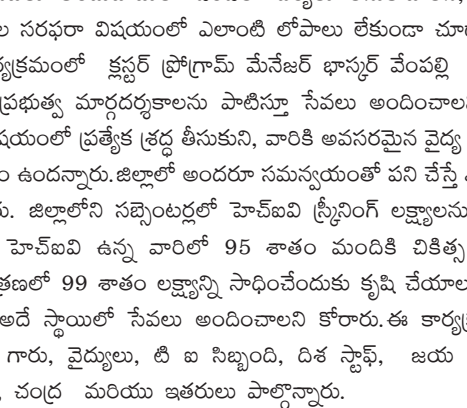 ల సరఫరా విషయంలో ఎలాంటి లోపాలు లేకుండా చూ
్యక్రమంలో క్లస్టర్ ప్రోగ్రామ్ మేనేజర్ భాస్కర్ వేంపల్లి
ప్రభుత్వ మార్గదర్శకాలను పాటిస్తూ సేవలు అందించాల
షయంలో ప్రత్యేక శ్రద్ధ తీసుకుని, వారికి అవసరమైన వైద్య
ం ఉందన్నారు.జిల్లాలో అందరూ సమన్వయంతో పని చేస్తే
రు. జిల్లాలోని సబ్సెంటర్లలో హెచ్ఐవి స్క్రీనింగ్ లక్ష్యాలను
హెచ్ఐవి ఉన్న వారిలో 95 శాతం మందికి చికిత్స
త్రణలో 99 శాతం లక్ష్యాన్ని సాధించేందుకు కృషి చేయాల
అదే స్థాయిలో సేవలు అందించాలని కోరారు.ఈ కార్యక్ర
గారు, వైద్యులు, టి ఐ సిబ్బంది, దిశ స్టాఫ్, జయ
, చంద్ర మరియు ఇతరులు పాల్గొన్నారు.